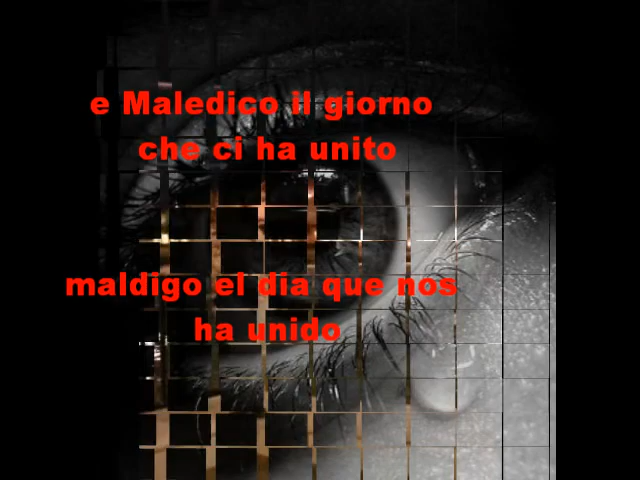 e Maledico il giorno
che ci ha unito
maldigo el dia que nos
ha unido